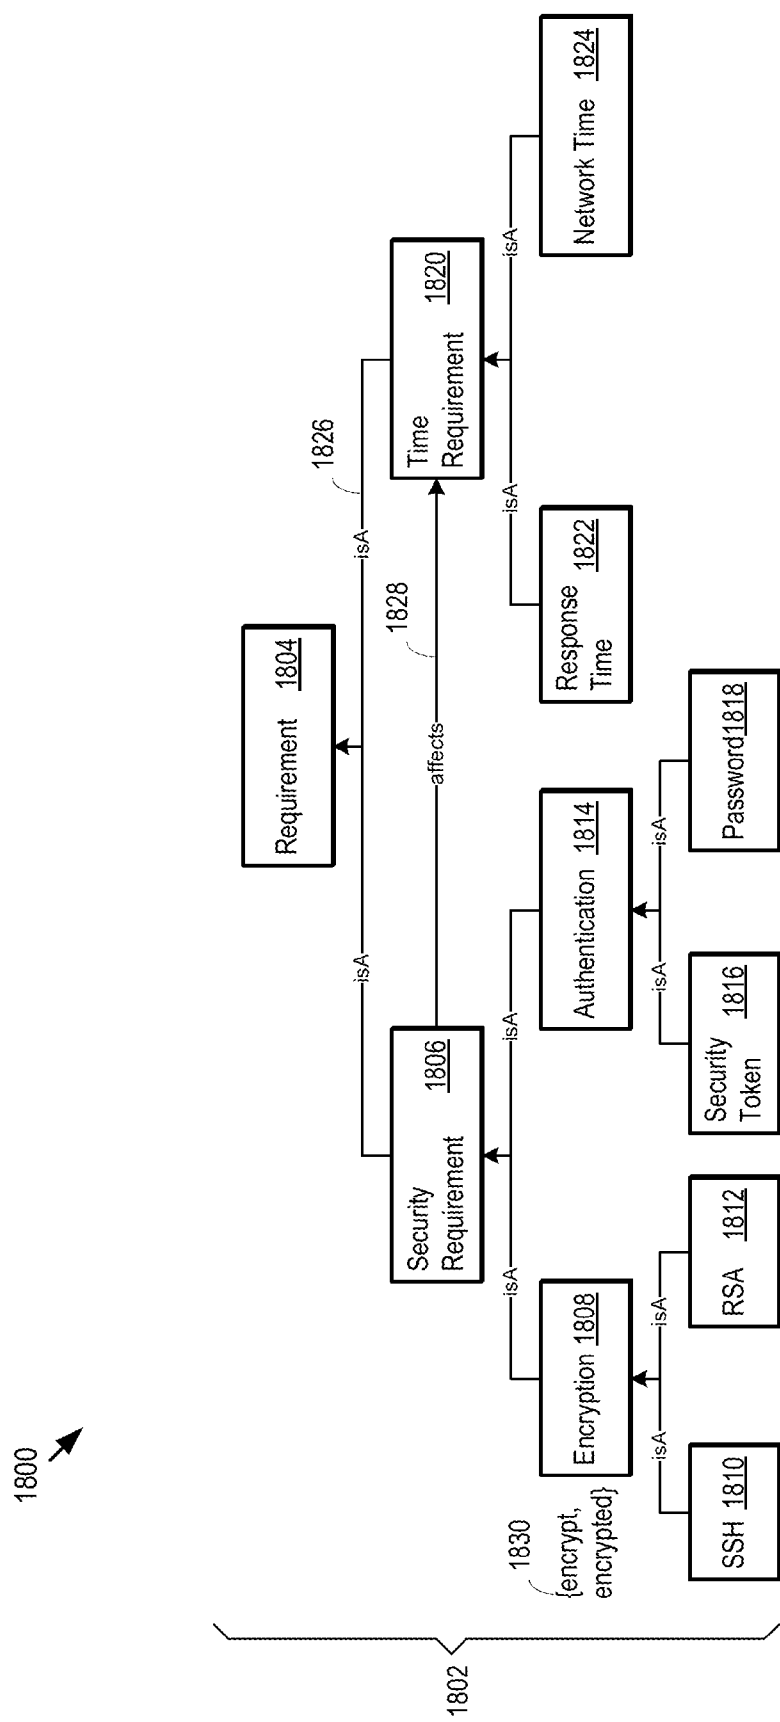 1800
1802
Requirement 1804
1826
isA
isA
Security
Requirement 1806
affects
1828
Time
Requirement 1820
isA
isA
isA
isA
1830
{encrypt,
encrypted}
Encryption 1808
Authentication 1814
Response 1822
Time
Network Time 1824
isA
isA
isA
isA
SSH 1810
RSA 1812
Security 1816
Token
Password1818